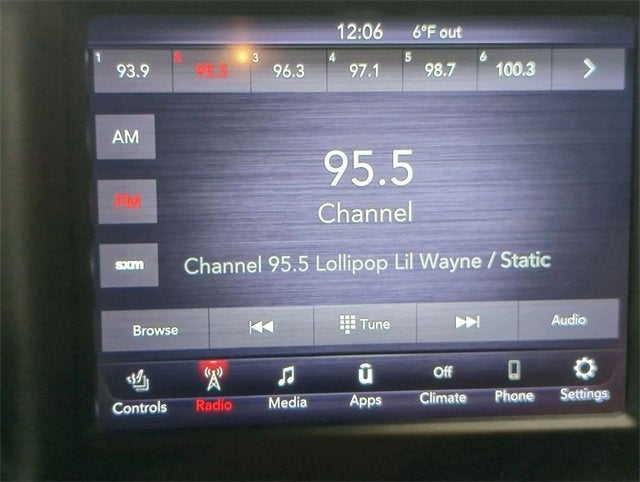 12:06 6°F out
1 93.9 2 95.5 3 96.3 4 97.1 5 98.7 6 100.3
AM
95.5
FM
Channel
sxm
Channel 95.5 Lollipop Lil Wayne / Static
Browse Tune Audio
Off
Controls Radio Media Apps Climate Phone Settings